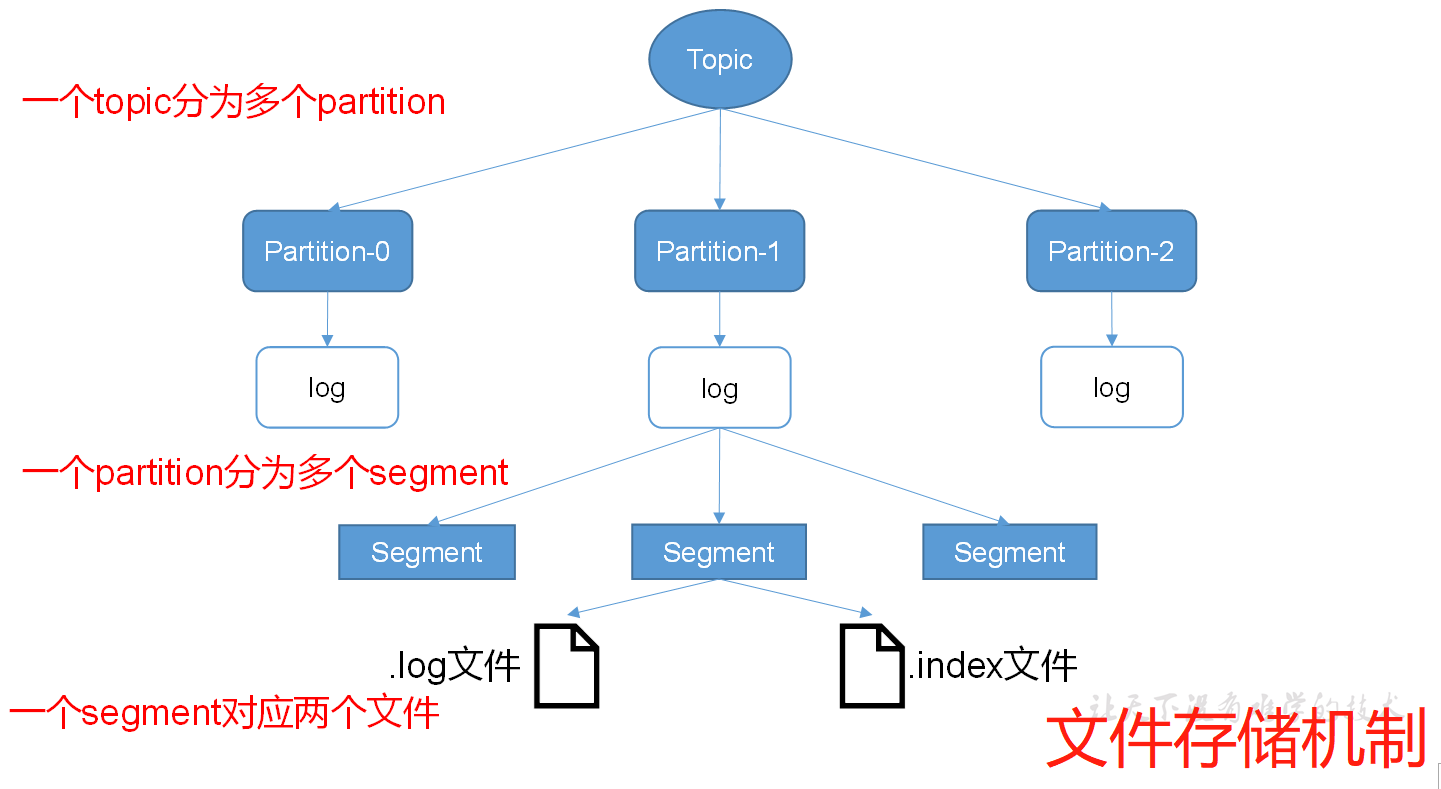 Topic
一个topic分为多个partition
Partition-0
Partition-1
Partition-2
log
log
log
一个partition分为多个segment
Segment
Segment
Segment
.log文件
.index文件
一个segment对应两个文件
让天下没有难学的技术
文件存储机制